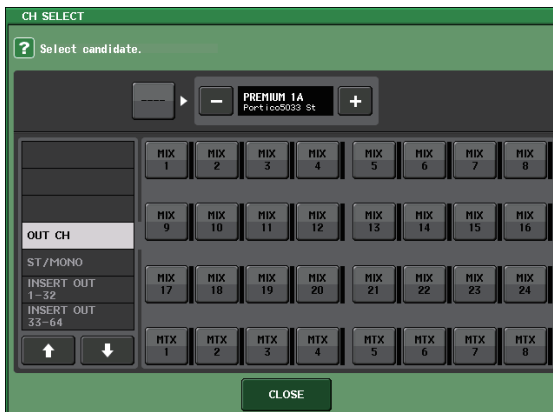 CH SELECT
? Select candidate.
----
PREMIUM 1A
Portico5033 St
MIX 1
MIX 2
MIX 3
MIX 4
MIX 5
MIX 6
MIX 7
MIX 8
OUT CH
MIX 9
MIX 10
MIX 11
MIX 12
MIX 13
MIX 14
MIX 15
MIX 16
ST/MONO
INSERT OUT
1-32
INSERT OUT
33-64
MIX 17
MIX 18
MIX 19
MIX 20
MIX 21
MIX 22
MIX 23
MIX 24
MTX 1
MTX 2
MTX 3
MTX 4
MTX 5
MTX 6
MTX 7
MTX 8
CLOSE